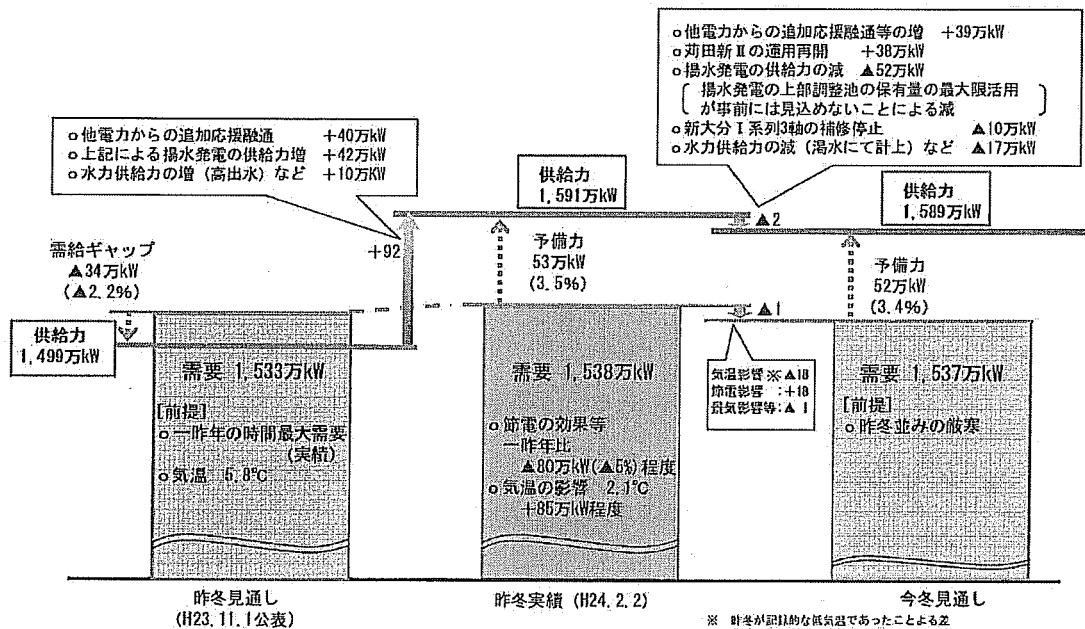 o他電力からの追加応援融通等の増 +39万kW
o苅田新Ⅱの運用再開 +38万kW
o揚水発電の供給力の減 ▲52万kW
揚水発電の上部調整池の保有量の最大限活用
が事前には見込めないことによる減
o新大分Ⅰ系列3軸の補修停止 ▲10万kW
o水力供給力の減(渇水にて計上)など ▲17万kW
o他電力からの追加応援融通 +40万kW
o上記による揚水発電の供給力増 +42万kW
o水力供給力の増(高出水)など +10万KW
供給力
1,591万kW
供給力
1,589万kW
▲2
需給ギャップ
▲34万kW
(▲2.2%)
+92
予備力
53万kW
(3.5%)
予備力
52万kW
(3.4%)
▲1
供給力
1,499万kW
需要 1,533万kW
[前提]
o一昨年の時間最大需要
(実績)
o気温 5.8℃
需要 1,538万kW
o節電の効果等
一昨年比
▲80万kW(▲5%)程度
o気温の影響 2.1℃
+85万kW程度
気温影響※▲18
節電影響 :+18
景気影響等:▲1
需要 1,537万kW
[前提]
o昨冬並みの厳寒
昨冬見通し
(H23.11.1公表)
昨冬実績(H24.2.2)
今冬見通し
※ 昨冬が記録的な低気温であったことよる差